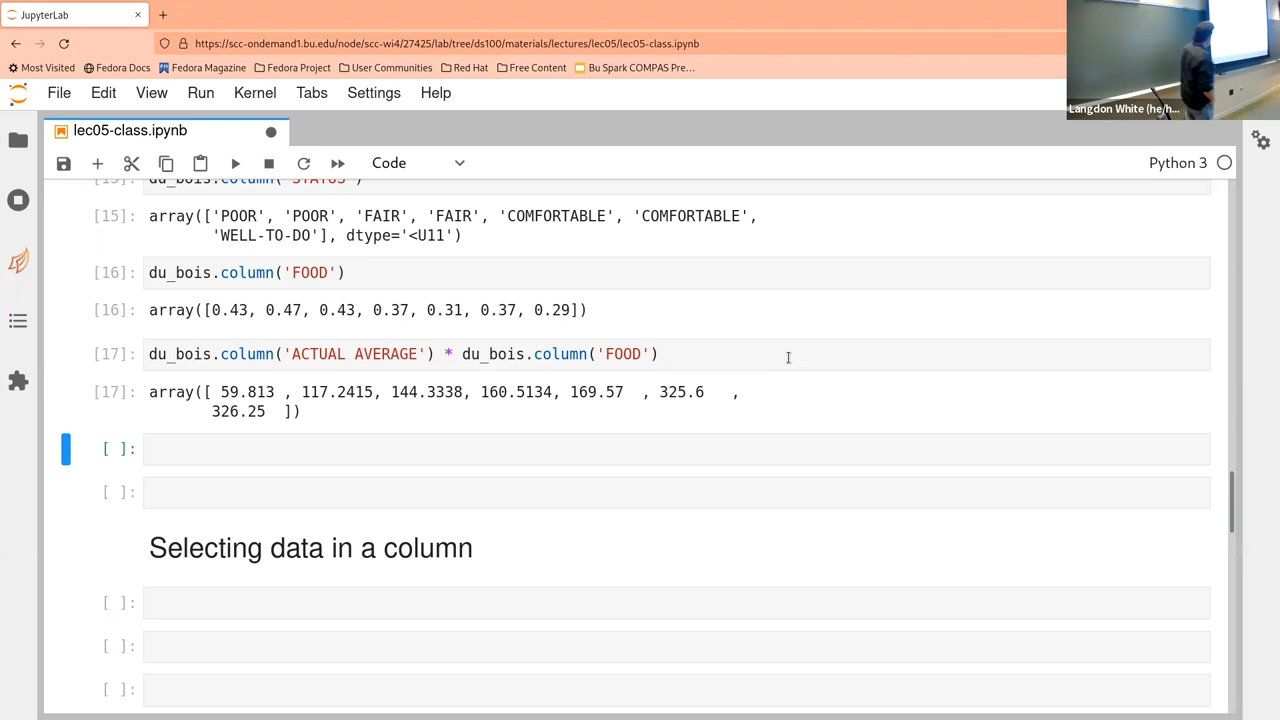 JupyterLab
https://scc-ondemand1.bu.edu/node/scc-wi4/27425/lab/tree/ds100/materials/lectures/lec05/lec05-class.ipynb
Most Visited Fedora Docs Fedora Magazine Fedora Project User Communities Red Hat Free Content Bu Spark COMPAS Pre…
Langdon White (he/h...
File Edit View Run Kernel Tabs Settings Help
lec05-class.ipynb
Code Python 3
[15]: du_bois.column('STATUS')
[15]: array(['POOR', 'POOR', 'FAIR', 'FAIR', 'COMFORTABLE', 'COMFORTABLE',
'WELL-TO-DO'], dtype='<U11')
[16]: du_bois.column('FOOD')
[16]: array([0.43, 0.47, 0.43, 0.37, 0.31, 0.37, 0.29])
[17]: du_bois.column('ACTUAL AVERAGE') * du_bois.column('FOOD')
[17]: array([ 59.813 , 117.2415, 144.3338, 160.5134, 169.57  , 325.6   ,
326.25  ])
[ ]:
[ ]:
Selecting data in a column
[ ]:
[ ]:
[ ]: